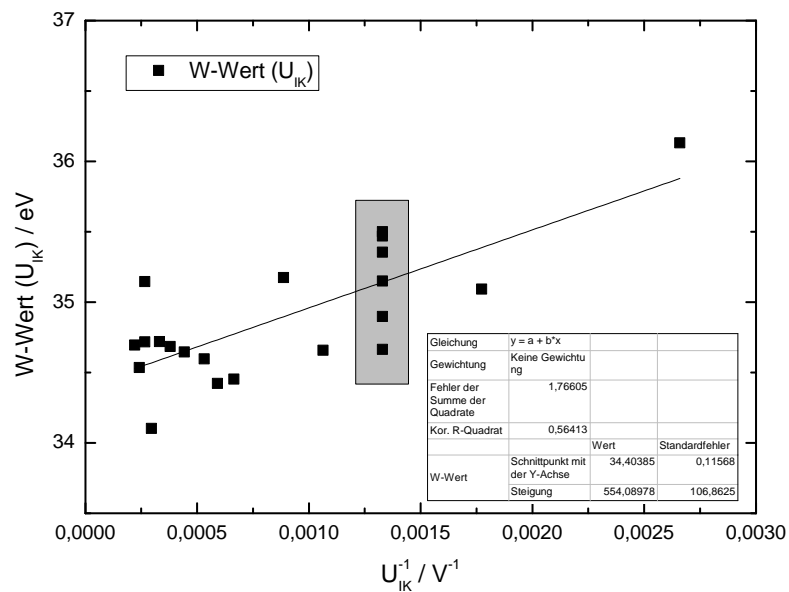 37
36
35
34
W-Wert (U_IK) / eV
W-Wert (U_IK)
Gleichung y = a + b*x
Gewichtung Keine Gewichtu
ng
Fehler der
Summe der
Quadrate
1,76605
Kor. R-Quadrat 0,56413
Wert Standardfehler
W-Wert
Schnittpunkt mit
der Y-Achse
34,40385 0,11568
Steigung 554,08978 106,8625
0,0000 0,0005 0,0010 0,0015 0,0020 0,0025 0,0030
U_IK^-1 / V^-1